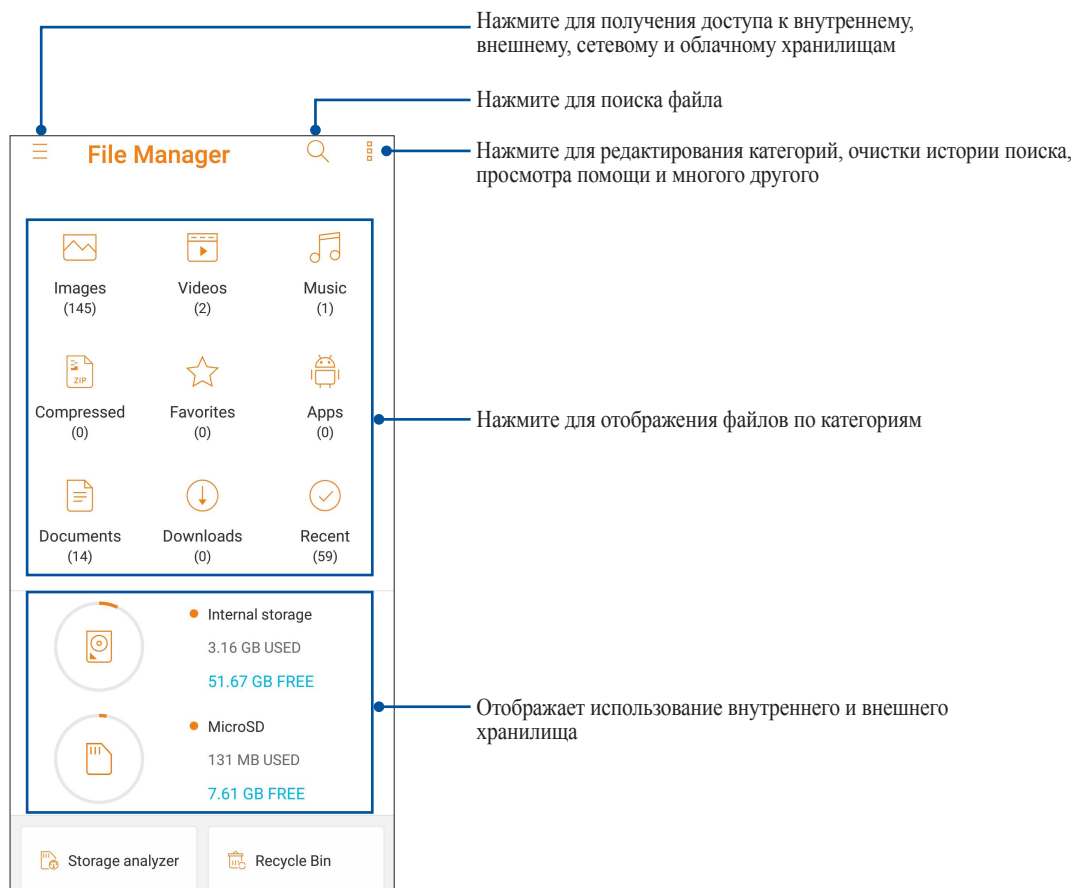 Нажмите для получения доступа к внутреннему,
внешнему, сетевому и облачному хранилищам
Нажмите для поиска файла
File Manager
Нажмите для редактирования категорий, очистки истории поиска,
просмотра помощи и многого другого
Images
(145)
Videos
(2)
Music
(1)
ZIP
Compressed
(0)
Favorites
(0)
Apps
(0)
Нажмите для отображения файлов по категориям
Documents
(14)
Downloads
(0)
Recent
(59)
Internal storage
3.16 GB USED
51.67 GB FREE
Отображает использование внутреннего и внешнего
хранилища
MicroSD
131 MB USED
7.61 GB FREE
Storage analyzer
Recycle Bin